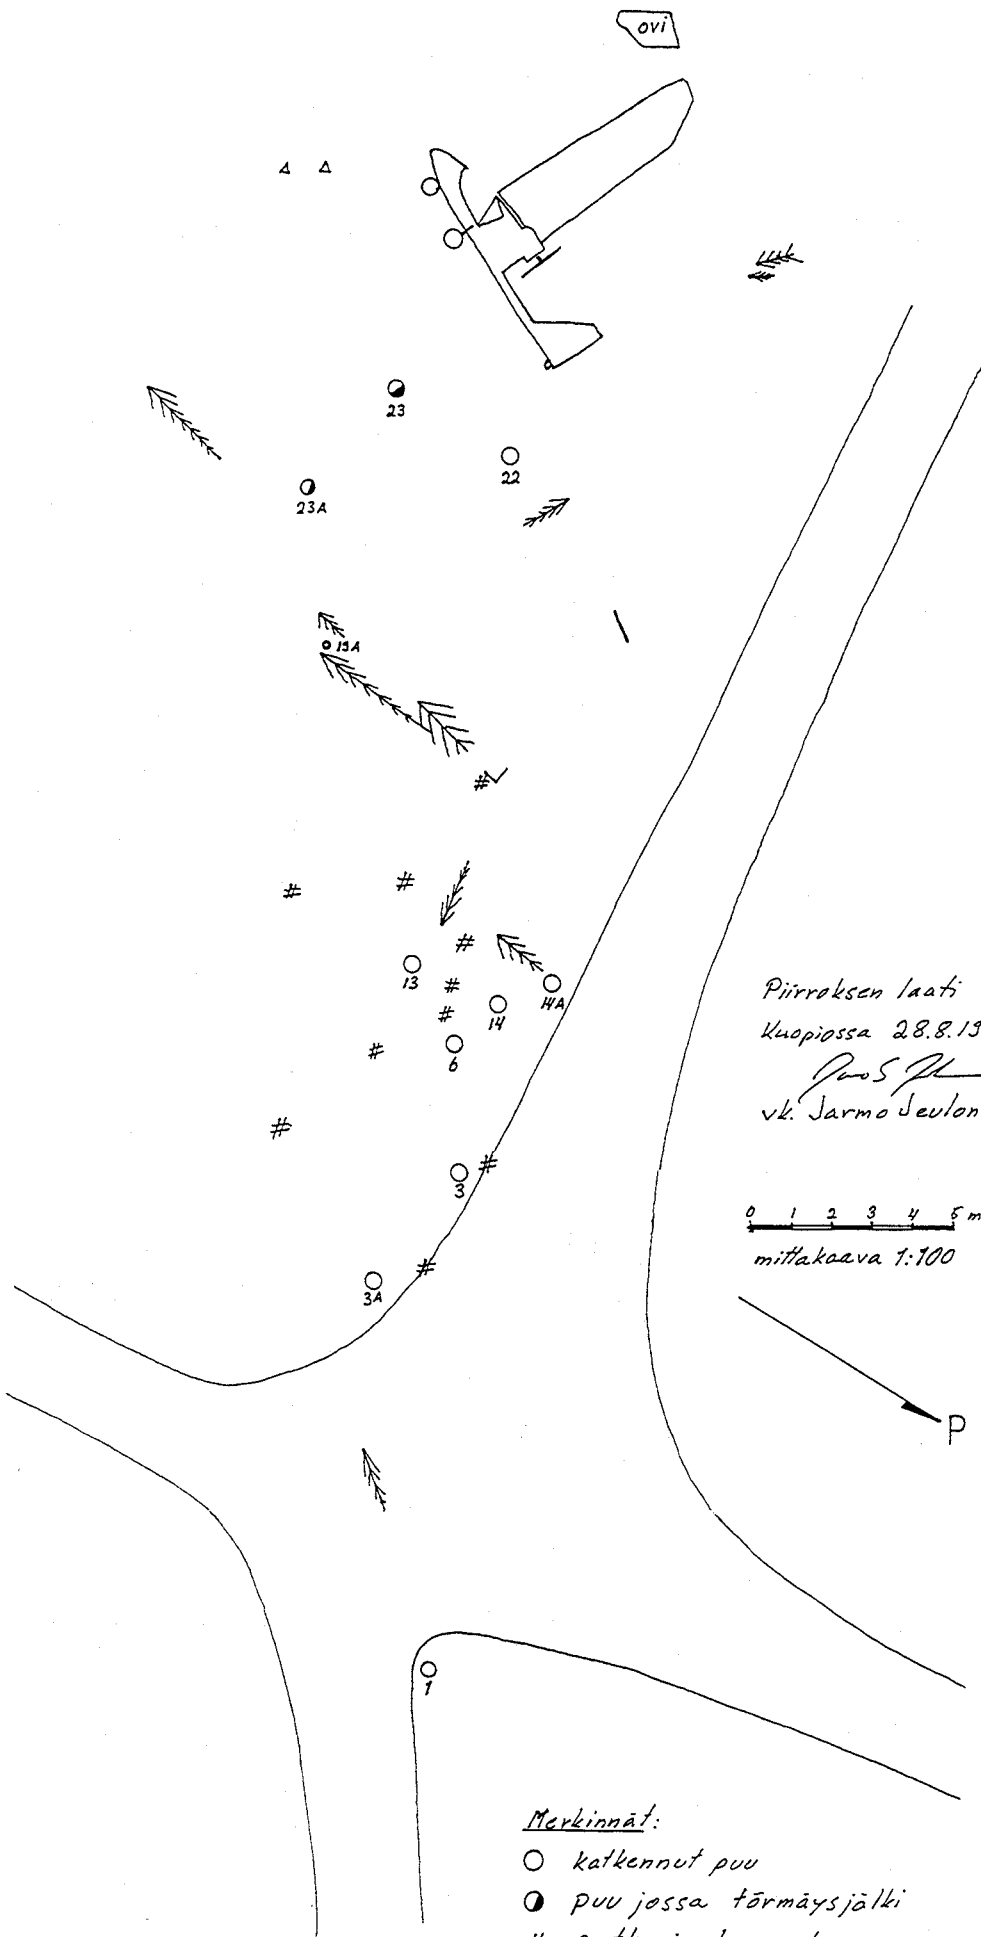 ovi
23
22
23A
19A
13
14A
14
6
3
3A
Piirroksen laati
Kuopiossa 28.8.19
vk. Jarmo Jeulon
0 1 2 3 4 5 m
mittakaava 1:100
P
1
Merkinnät:
katkennut puu
puu jossa törmäysjälki